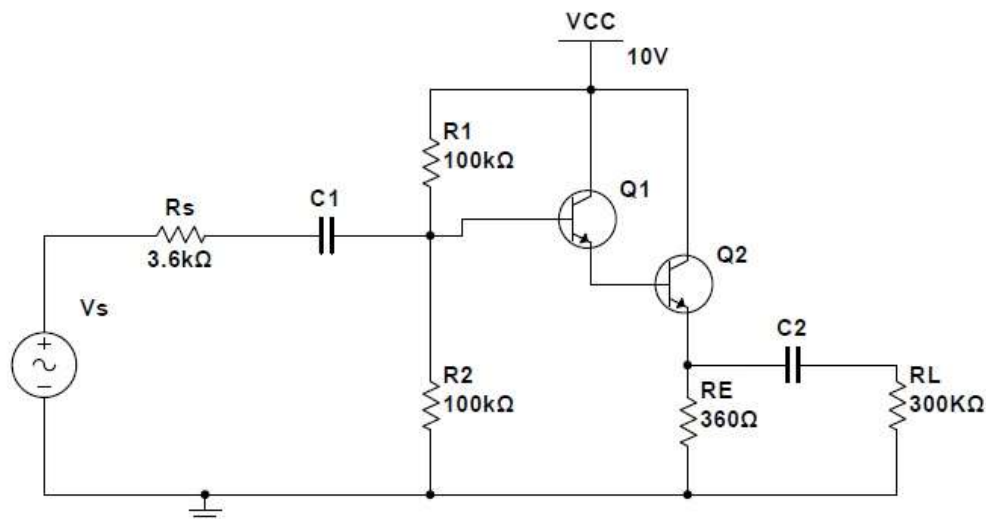 VCC
10V
R1
100kΩ
Q1
Rs
3.6kΩ
C1
Q2
Vs
C2
R2
100kΩ
RE
360Ω
RL
300KΩ